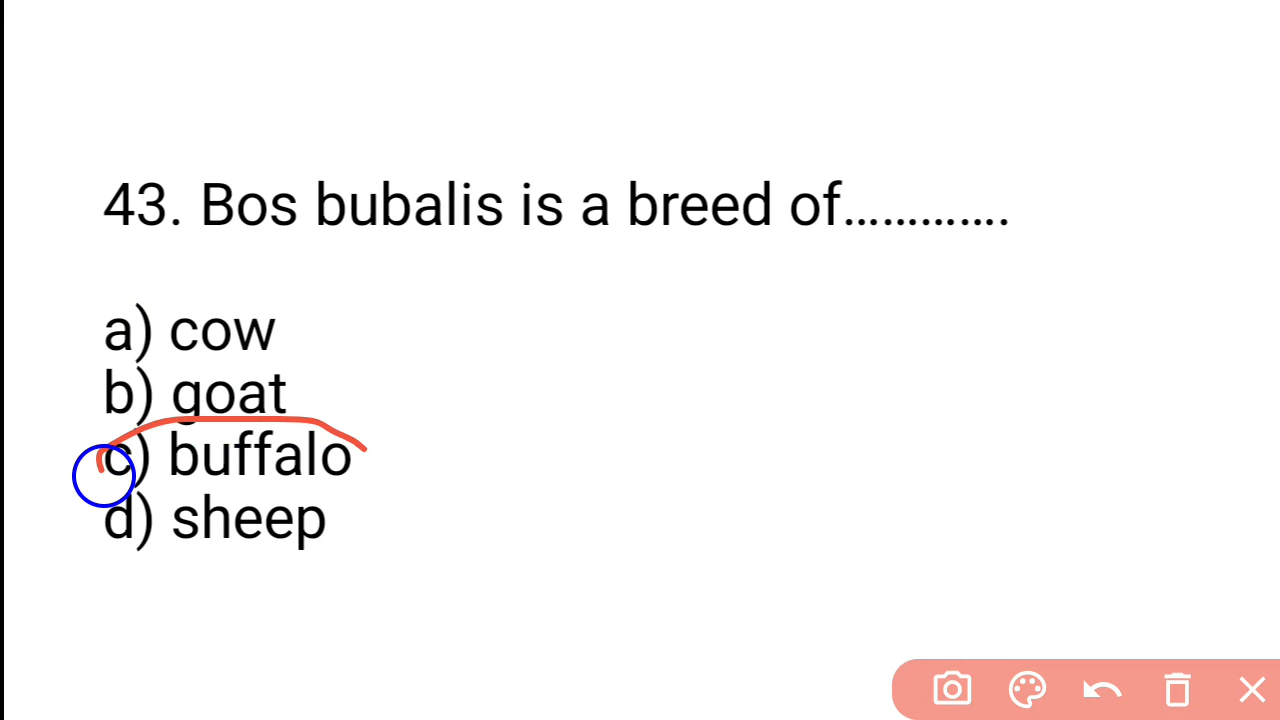 43. Bos bubalis is a breed of.............
a) cow
b) goat
c) buffalo
d) sheep